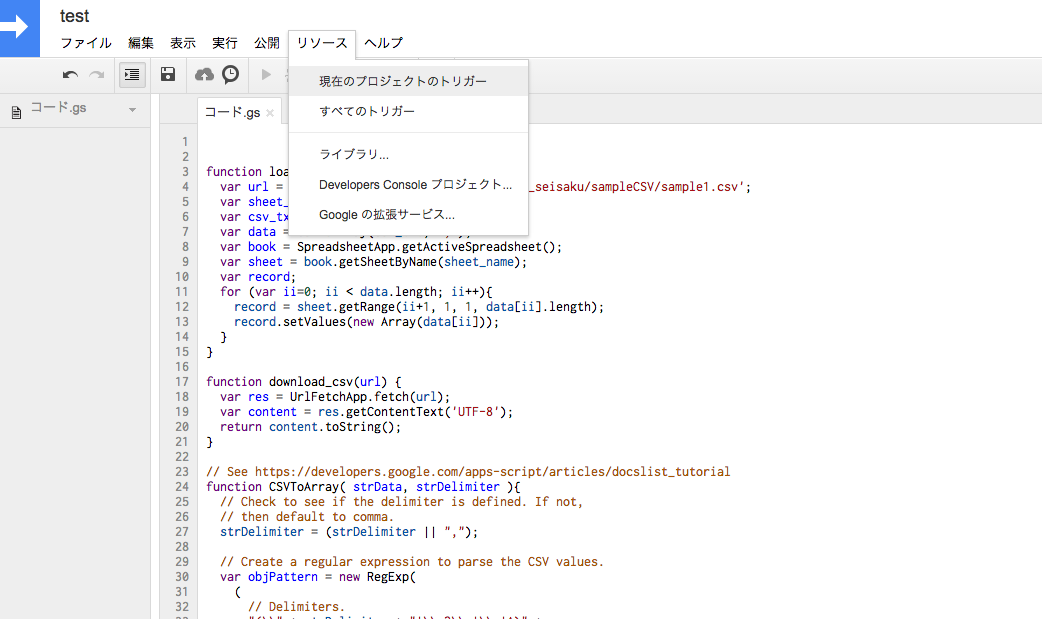 test
ファイル 編集 表示 実行 公開 リソース ヘルプ
現在のプロジェクトのトリガー
すべてのトリガー
ライブラリ...
Developers Console プロジェクト...
Google の拡張サービス...
コード.gs
コード.gs ×
1
2
3 function loa
4 var url = _seisaku/sampleCSV/sample1.csv';
5 var sheet_
6 var csv_tx
7 var data =
8 var book = SpreadsheetApp.getActiveSpreadsheet();
9 var sheet = book.getSheetByName(sheet_name);
10 var record;
11 for (var ii=0; ii < data.length; ii++){
12 record = sheet.getRange(ii+1, 1, 1, data[ii].length);
13 record.setValues(new Array(data[ii]));
14 }
15 }
16
17 function download_csv(url) {
18 var res = UrlFetchApp.fetch(url);
19 var content = res.getContentText('UTF-8');
20 return content.toString();
21 }
22
23 // See https://developers.google.com/apps-script/articles/docslist_tutorial
24 function CSVToArray( strData, strDelimiter ){
25 // Check to see if the delimiter is defined. If not,
26 // then default to comma.
27 strDelimiter = (strDelimiter || ",");
28
29 // Create a regular expression to parse the CSV values.
30 var objPattern = new RegExp(
31 (
32 // Delimiters.